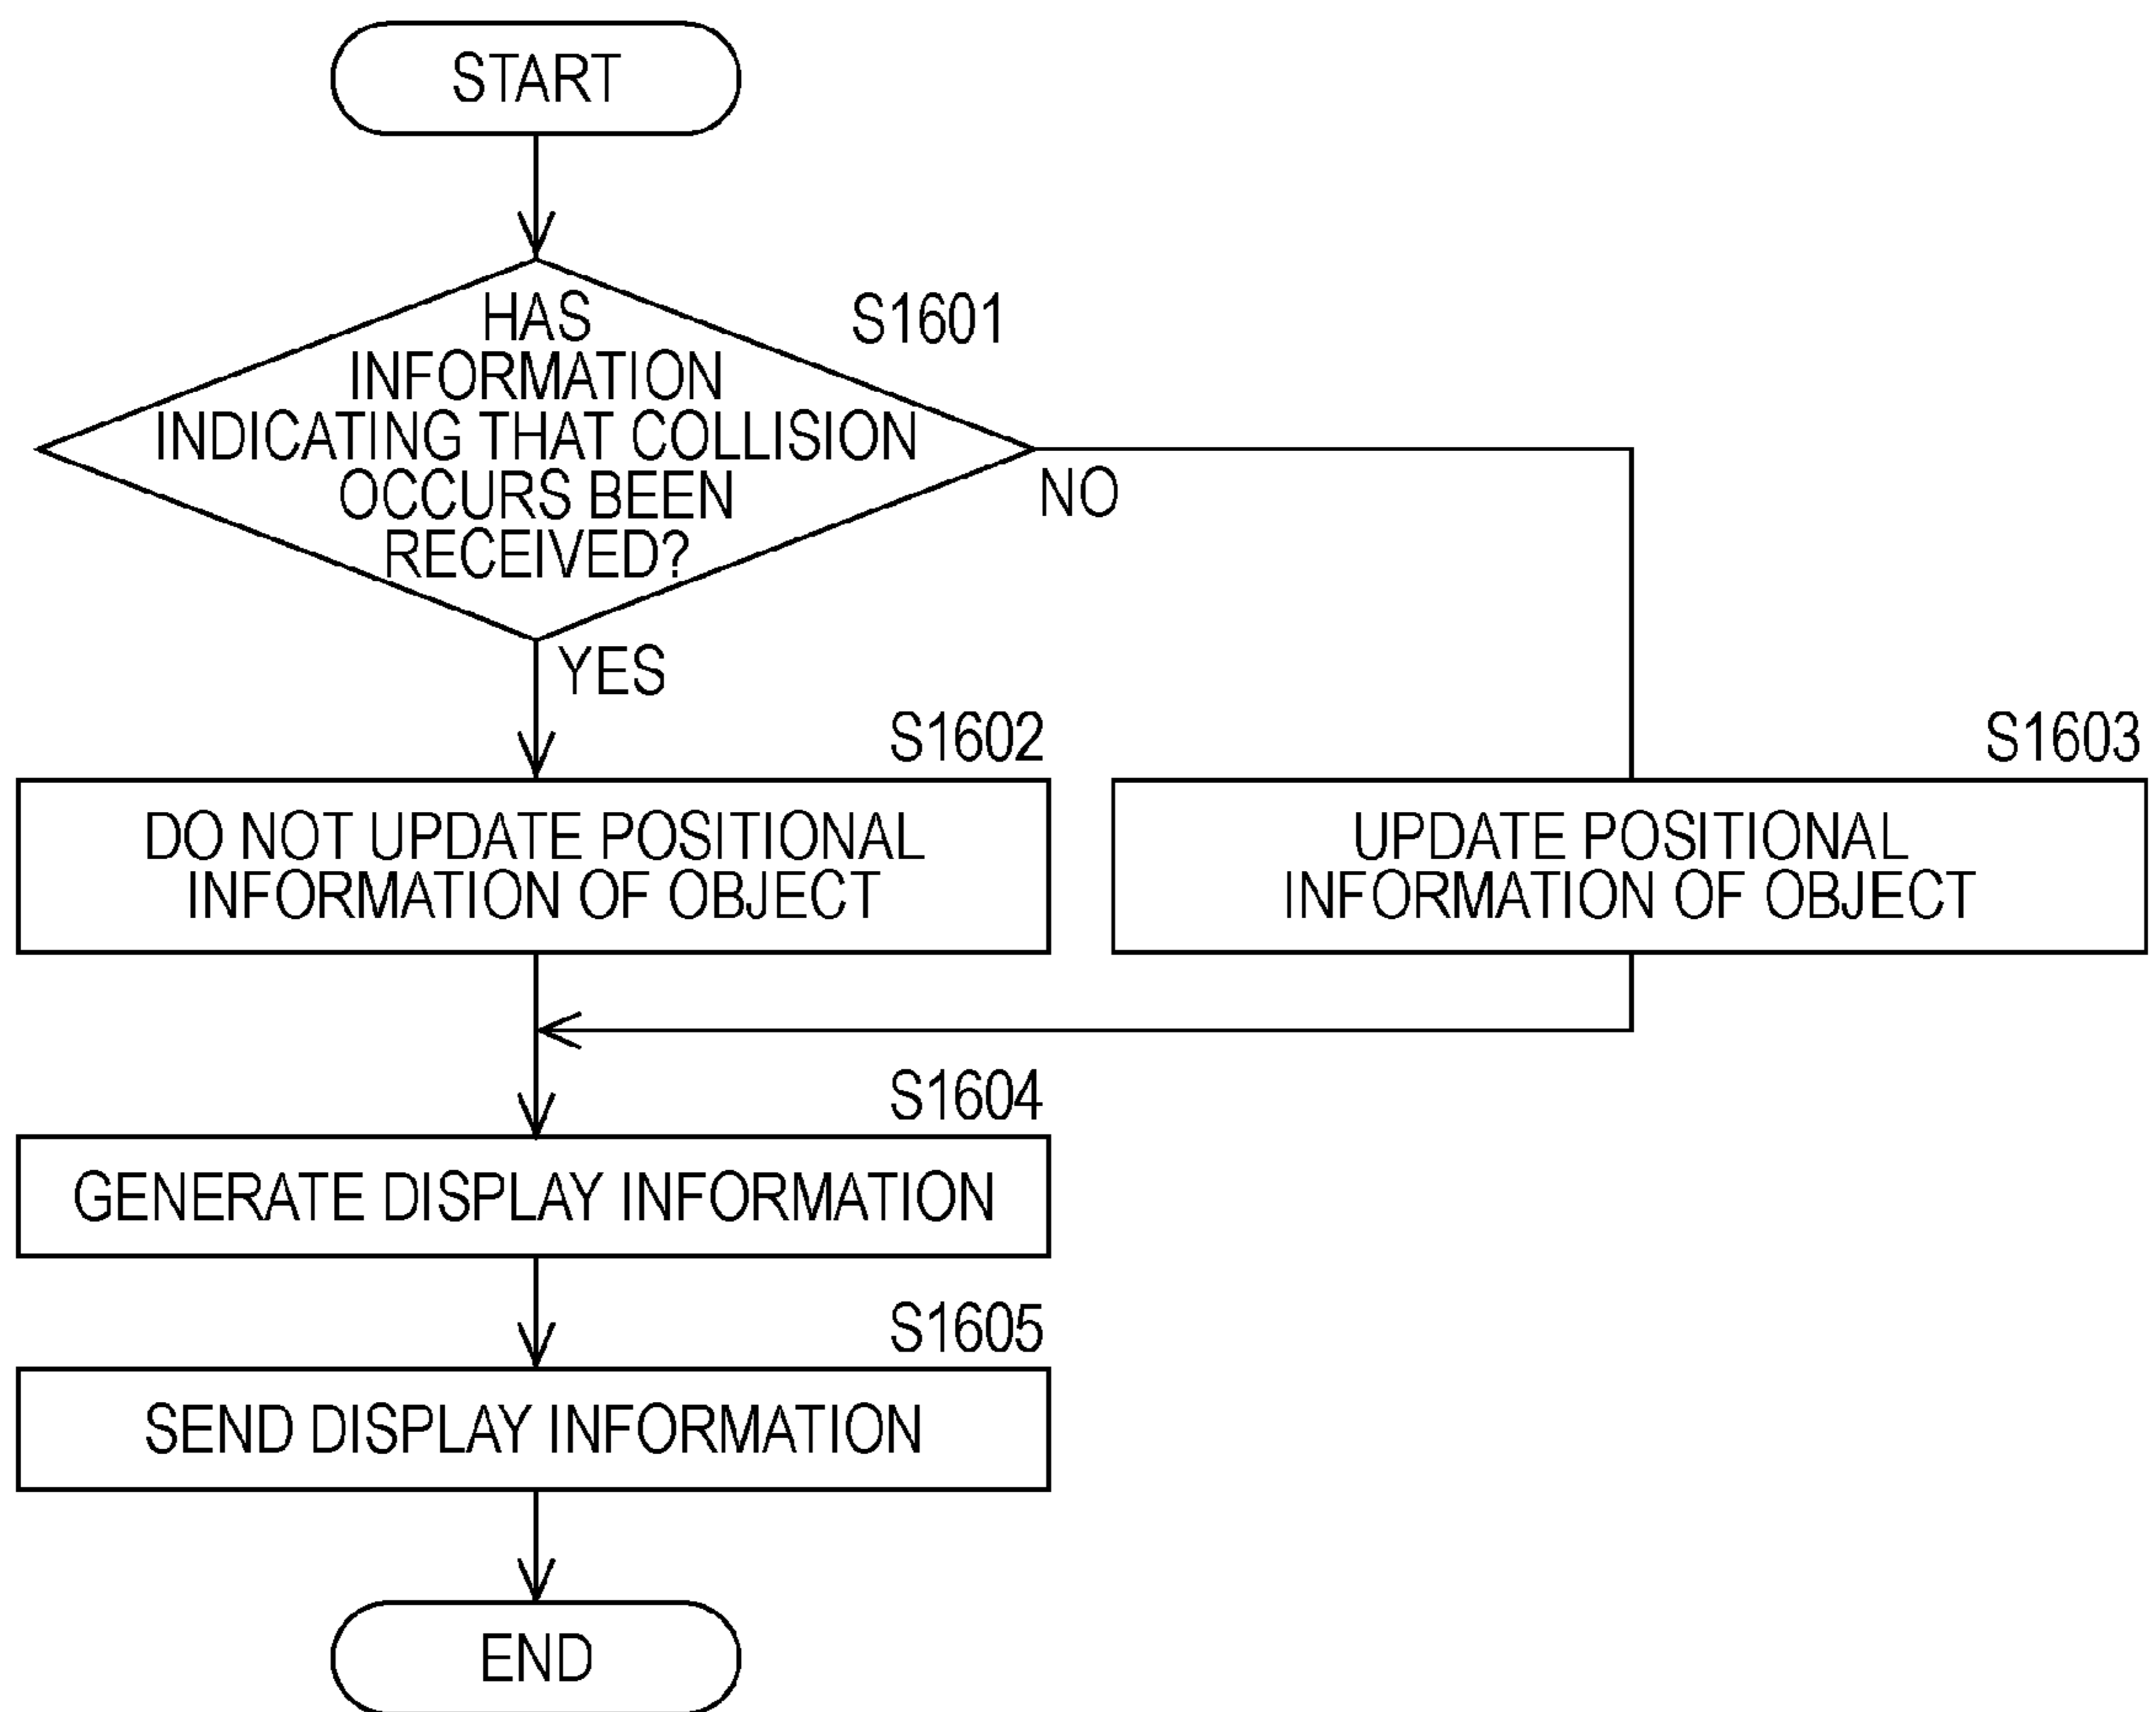 START
S1601
HAS
INFORMATION
INDICATING THAT COLLISION
OCCURS BEEN
RECEIVED?
NO
YES
S1602
DO NOT UPDATE POSITIONAL
INFORMATION OF OBJECT
S1603
UPDATE POSITIONAL
INFORMATION OF OBJECT
S1604
GENERATE DISPLAY INFORMATION
S1605
SEND DISPLAY INFORMATION
END